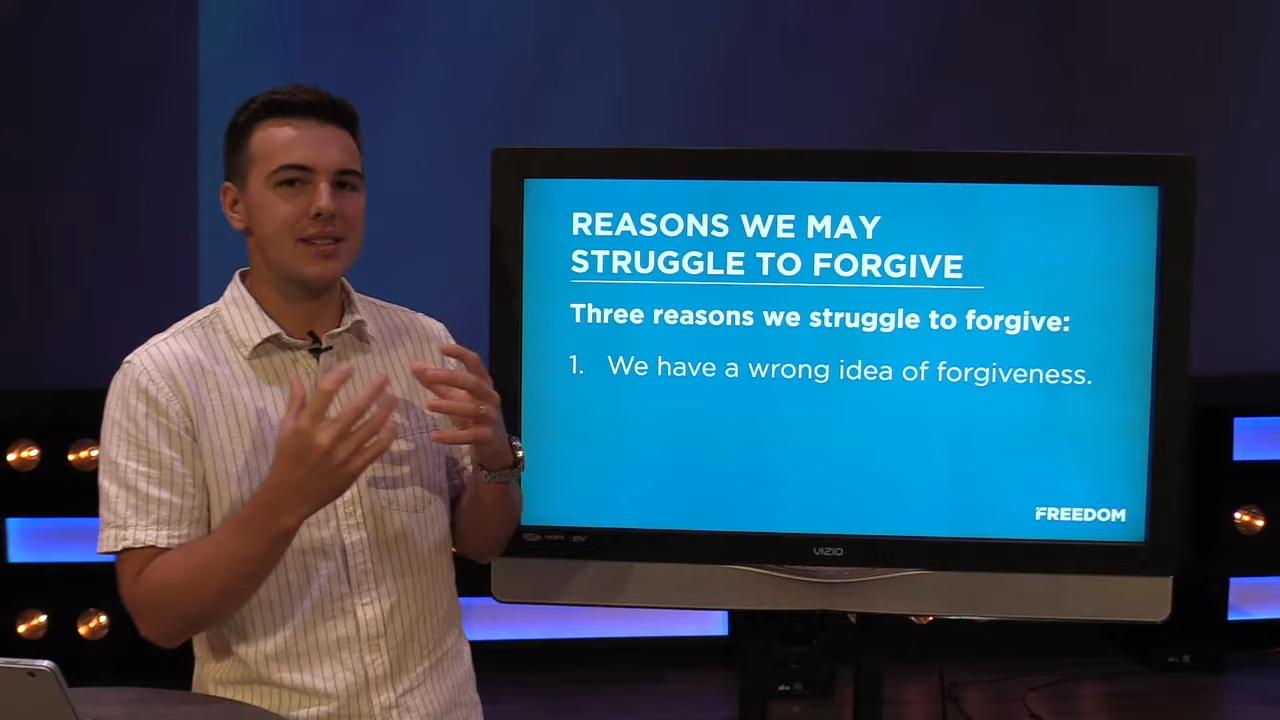 REASONS WE MAY
STRUGGLE TO FORGIVE
Three reasons we struggle to forgive:
1. We have a wrong idea of forgiveness.
FREEDOM
VIZIO